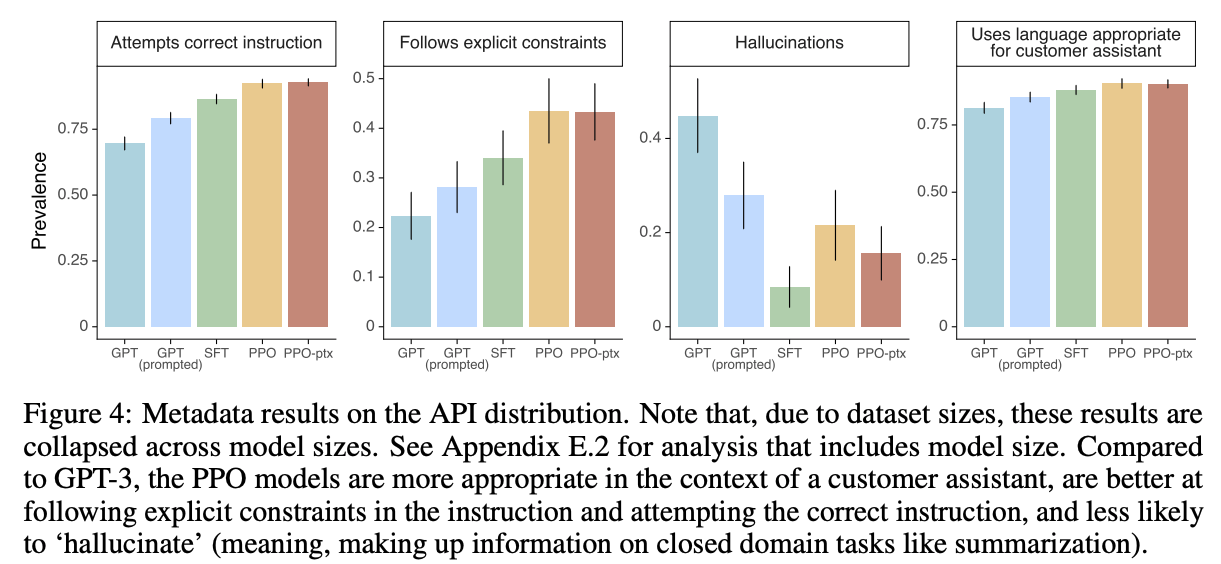 Attempts correct instruction
Follows explicit constraints
Hallucinations
Uses language appropriate
for customer assistant
Prevalence
0.75
0.50
0.25
0
GPT
GPT
(prompted)
SFT
PPO
PPO-ptx
0.5
0.4
0.3
0.2
0.1
0
GPT
GPT
(prompted)
SFT
PPO
PPO-ptx
0.4
0.2
0
GPT
GPT
(prompted)
SFT
PPO
PPO-ptx
0.75
0.50
0.25
0
GPT
GPT
(prompted)
SFT
PPO
PPO-ptx
Figure 4: Metadata results on the API distribution. Note that, due to dataset sizes, these results are
collapsed across model sizes. See Appendix E.2 for analysis that includes model size. Compared
to GPT-3, the PPO models are more appropriate in the context of a customer assistant, are better at
following explicit constraints in the instruction and attempting the correct instruction, and less likely
to ‘hallucinate’ (meaning, making up information on closed domain tasks like summarization).